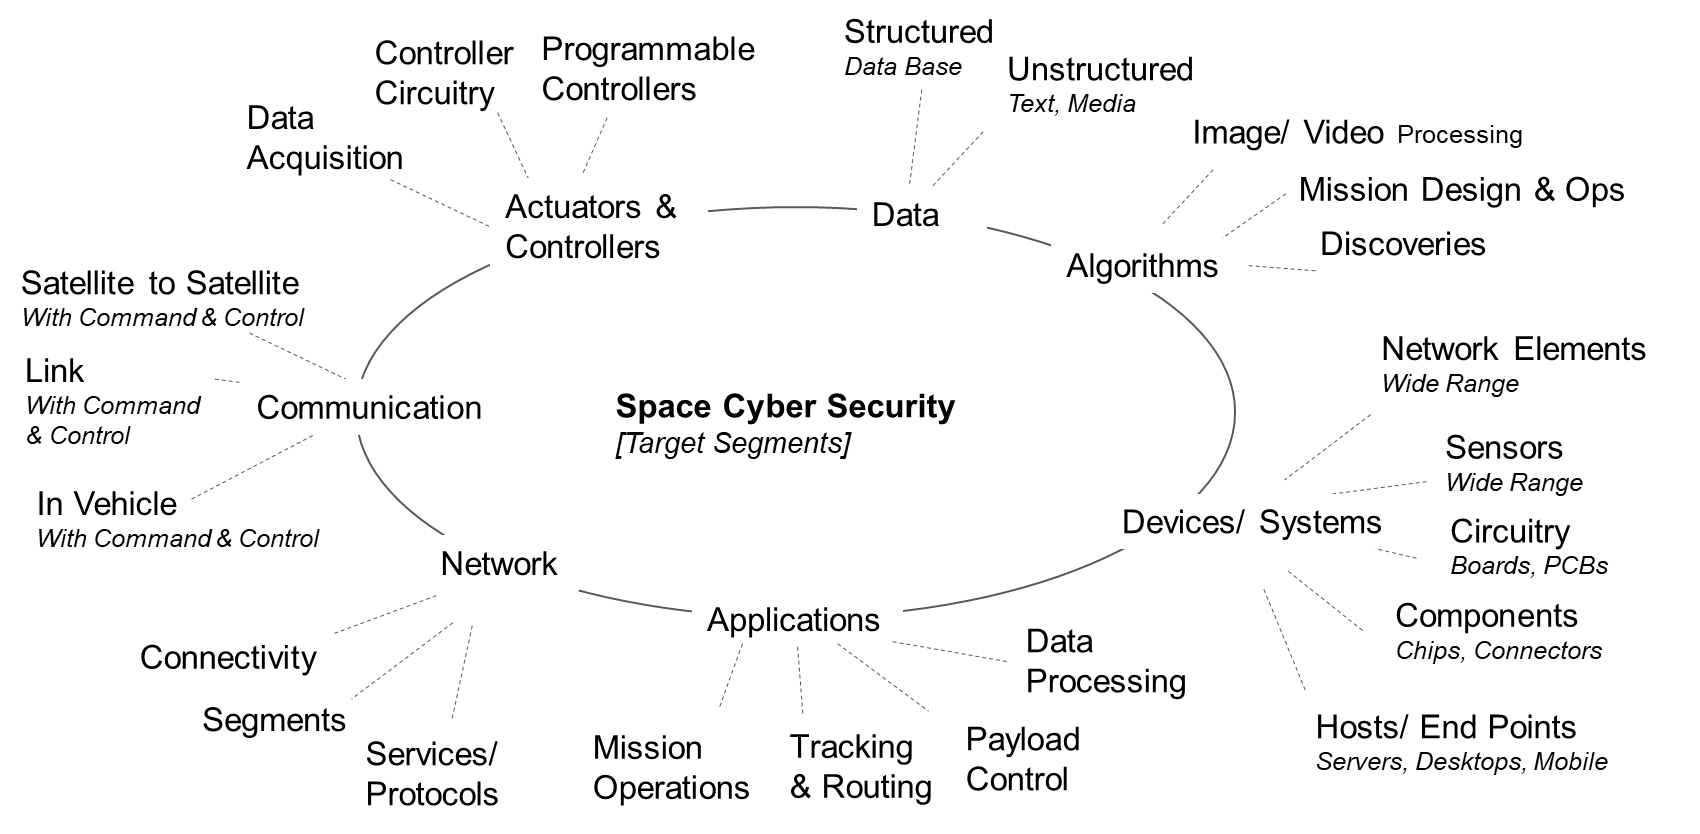 Controller
Circuitry
Programmable
Controllers
Data
Acquisition
Actuators &
Controllers
Structured
Data Base
Unstructured
Text, Media
Data
Image/ Video Processing
Mission Design & Ops
Discoveries
Algorithms
Satellite to Satellite
With Command & Control
Link
With Command
& Control
In Vehicle
With Command & Control
Communication
Space Cyber Security
[Target Segments]
Network Elements
Wide Range
Sensors
Wide Range
Circuitry
Boards, PCBs
Components
Chips, Connectors
Hosts/ End Points
Servers, Desktops, Mobile
Devices/ Systems
Network
Connectivity
Segments
Services/
Protocols
Applications
Mission
Operations
Tracking
& Routing
Payload
Control
Data
Processing